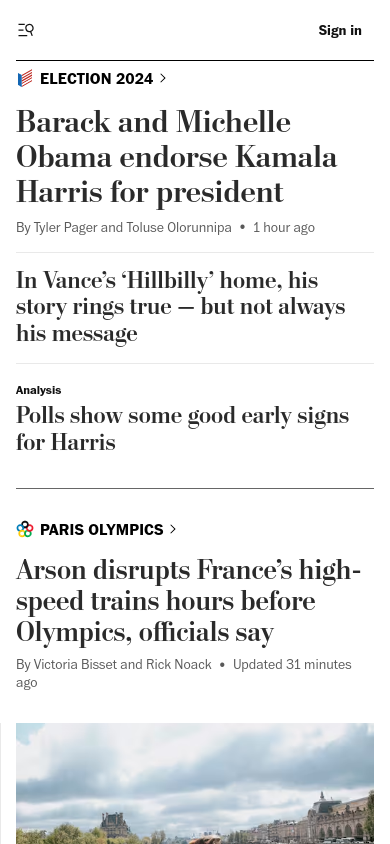 Sign in
ELECTION 2024
Barack and Michelle
Obama endorse Kamala
Harris for president
By Tyler Pager and Toluse Olorunnipa • 1 hour ago
In Vance’s ‘Hillbilly’ home, his
story rings true — but not always
his message
Analysis
Polls show some good early signs
for Harris
PARIS OLYMPICS
Arson disrupts France’s high-
speed trains hours before
Olympics, officials say
By Victoria Bisset and Rick Noack • Updated 31 minutes
ago